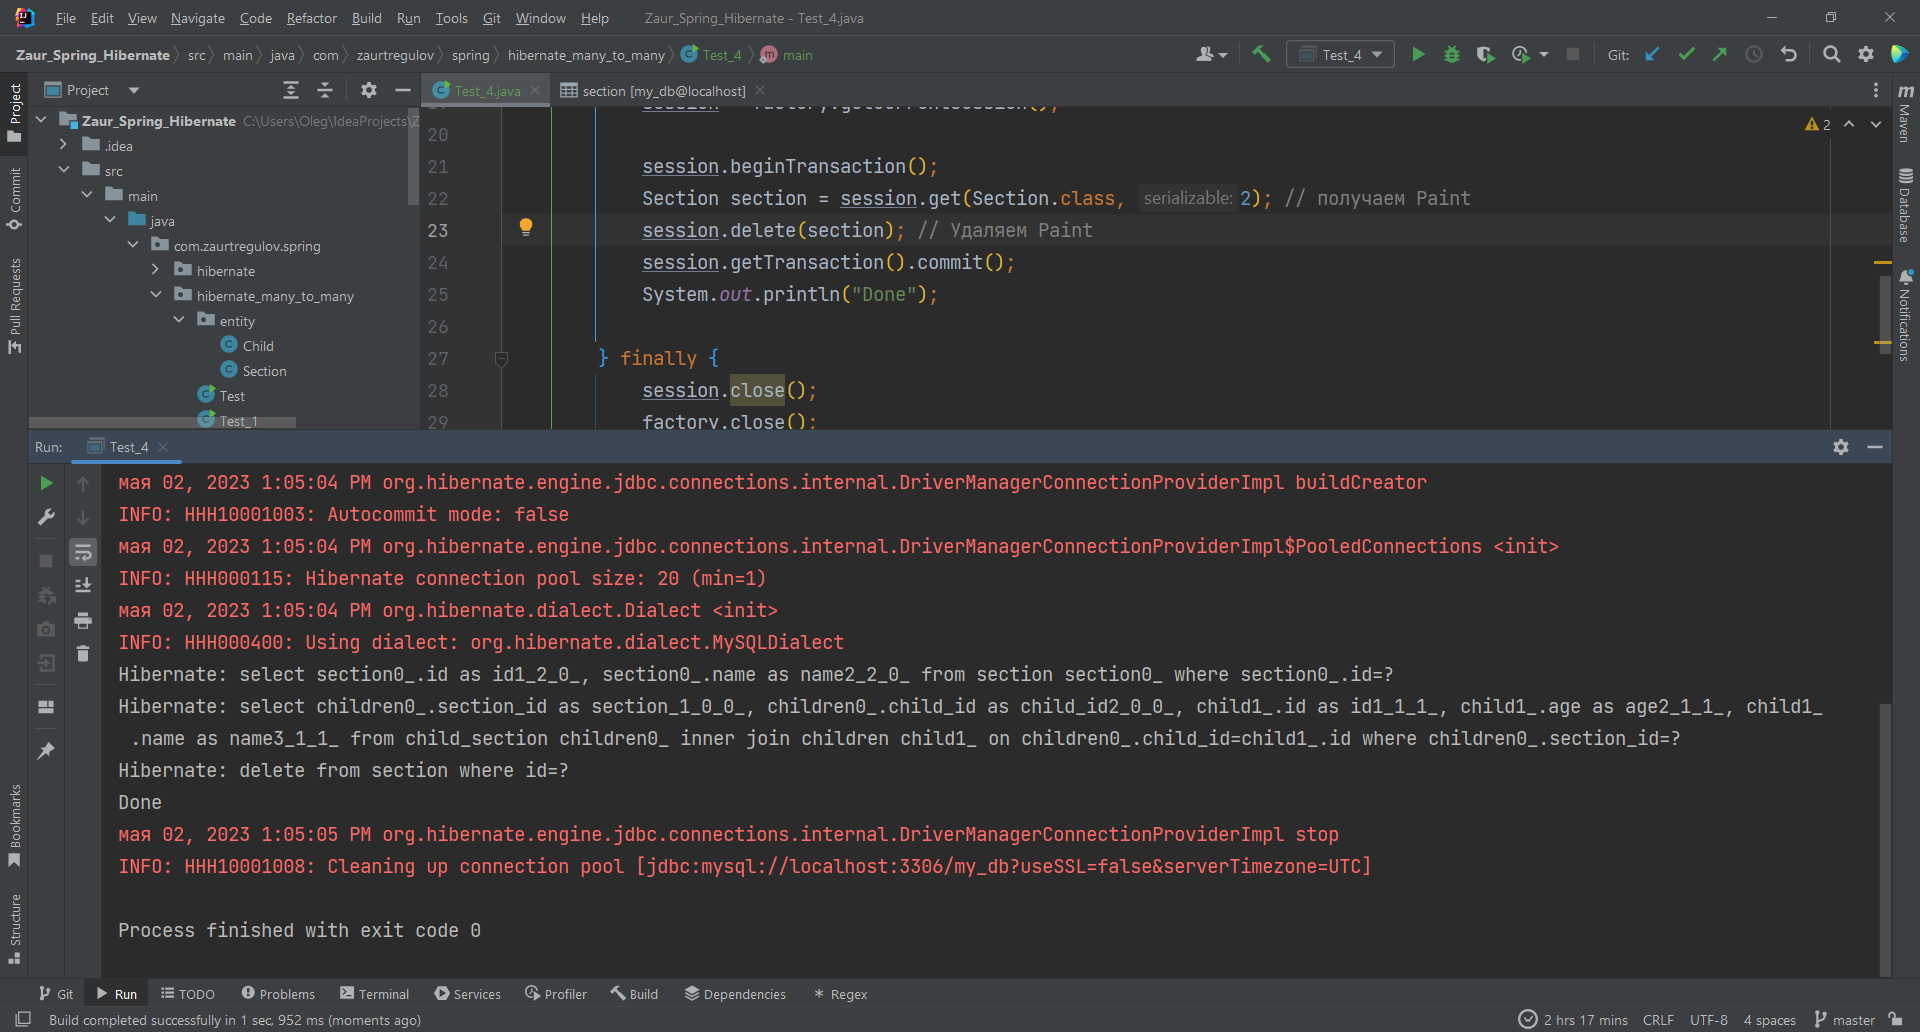 File Edit View Navigate Code Refactor Build Run Tools Git Window Help Zaur_Spring_Hibernate - Test_4.java
Zaur_Spring_Hibernate src main java com zaurtregulov spring hibernate_many_to_many Test_4 main Test_4 Git:
Project
Test_4.java
section [my_db@localhost]
Zaur_Spring_Hibernate C:\Users\Oleg\IdeaProjects\Z
.idea
src
main
java
com.zaurtregulov.spring
hibernate
hibernate_many_to_many
entity
Child
Section
Test
Test_1
session = factory.getCurrentSession();
20
21 session.beginTransaction();
22 Section section = session.get(Section.class, serializable: 2); // получаем Paint
23 session.delete(section); // Удаляем Paint
24 session.getTransaction().commit();
25 System.out.println("Done");
26
27 } finally {
28 session.close();
29 factory.close();
2
Project
Commit
Pull Requests
Bookmarks
Structure
Maven
Database
Notifications
Run: Test_4
мая 02, 2023 1:05:04 PM org.hibernate.engine.jdbc.connections.internal.DriverManagerConnectionProviderImpl buildCreator
INFO: HHH10001003: Autocommit mode: false
мая 02, 2023 1:05:04 PM org.hibernate.engine.jdbc.connections.internal.DriverManagerConnectionProviderImpl$PooledConnections <init>
INFO: HHH000115: Hibernate connection pool size: 20 (min=1)
мая 02, 2023 1:05:04 PM org.hibernate.dialect.Dialect <init>
INFO: HHH000400: Using dialect: org.hibernate.dialect.MySQLDialect
Hibernate: select section0_.id as id1_2_0_, section0_.name as name2_2_0_ from section section0_ where section0_.id=?
Hibernate: select children0_.section_id as section_1_0_0_, children0_.child_id as child_id2_0_0_, child1_.id as id1_1_1_, child1_.age as age2_1_1_, child1_
.name as name3_1_1_ from child_section children0_ inner join children child1_ on children0_.child_id=child1_.id where children0_.section_id=?
Hibernate: delete from section where id=?
Done
мая 02, 2023 1:05:05 PM org.hibernate.engine.jdbc.connections.internal.DriverManagerConnectionProviderImpl stop
INFO: HHH10001008: Cleaning up connection pool [jdbc:mysql://localhost:3306/my_db?useSSL=false&serverTimezone=UTC]
Process finished with exit code 0
Git Run TODO Problems Terminal Services Profiler Build Dependencies Regex
Build completed successfully in 1 sec, 952 ms (moments ago) 2 hrs 17 mins CRLF UTF-8 4 spaces master